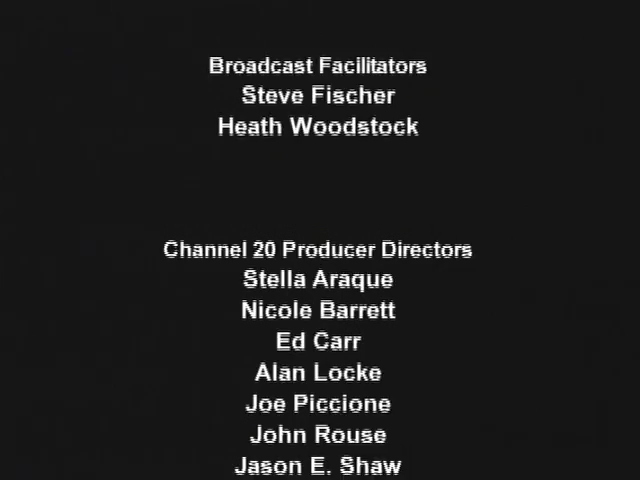 Broadcast Facilitators
Steve Fischer
Heath Woodstock
Channel 20 Producer Directors
Stella Araque
Nicole Barrett
Ed Carr
Alan Locke
Joe Piccione
John Rouse
Jason E. Shaw